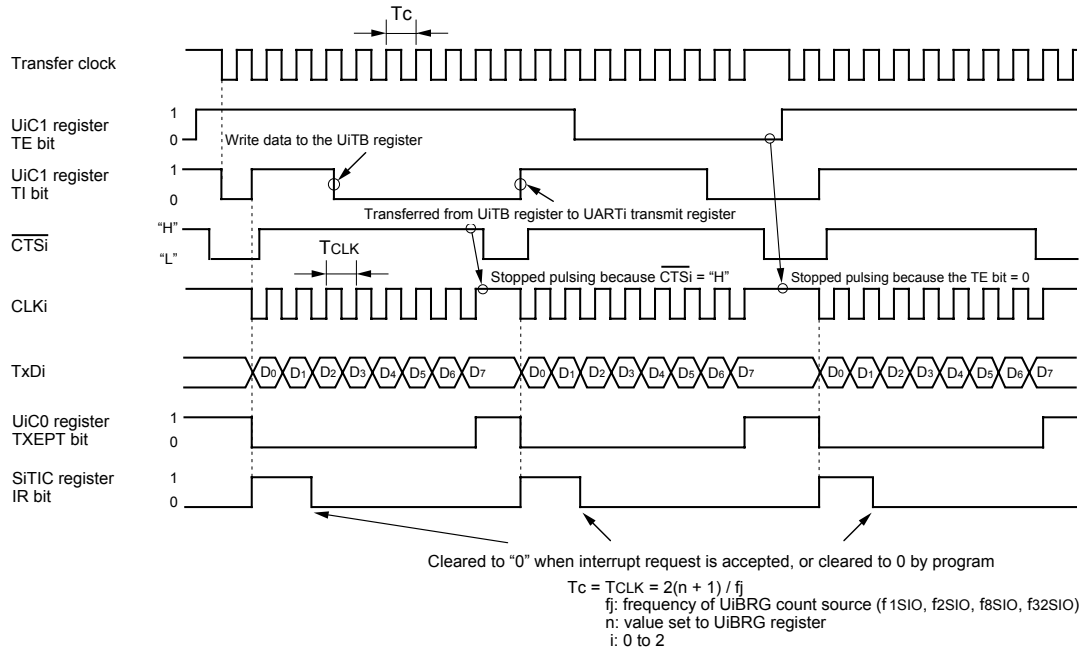 Tc
Transfer clock
UiC1 register
TE bit
1
0
Write data to the UiTB register
UiC1 register
TI bit
1
0
Transferred from UiTB register to UARTi transmit register
CTSi
“H”
“L”
TCLK
Stopped pulsing because CTSi = “H”
Stopped pulsing because the TE bit = 0
CLKi
TxDi
D0 D1 D2 D3 D4 D5 D6 D7 D0 D1 D2 D3 D4 D5 D6 D7 D0 D1 D2 D3 D4 D5 D6 D7
UiC0 register
TXEPT bit
1
0
SiTIC register
IR bit
1
0
Cleared to “0” when interrupt request is accepted, or cleared to 0 by program
Tc = TCLK = 2(n + 1) / fj
fj: frequency of UiBRG count source (f1SIO, f2SIO, f8SIO, f32SIO)
n: value set to UiBRG register
i: 0 to 2